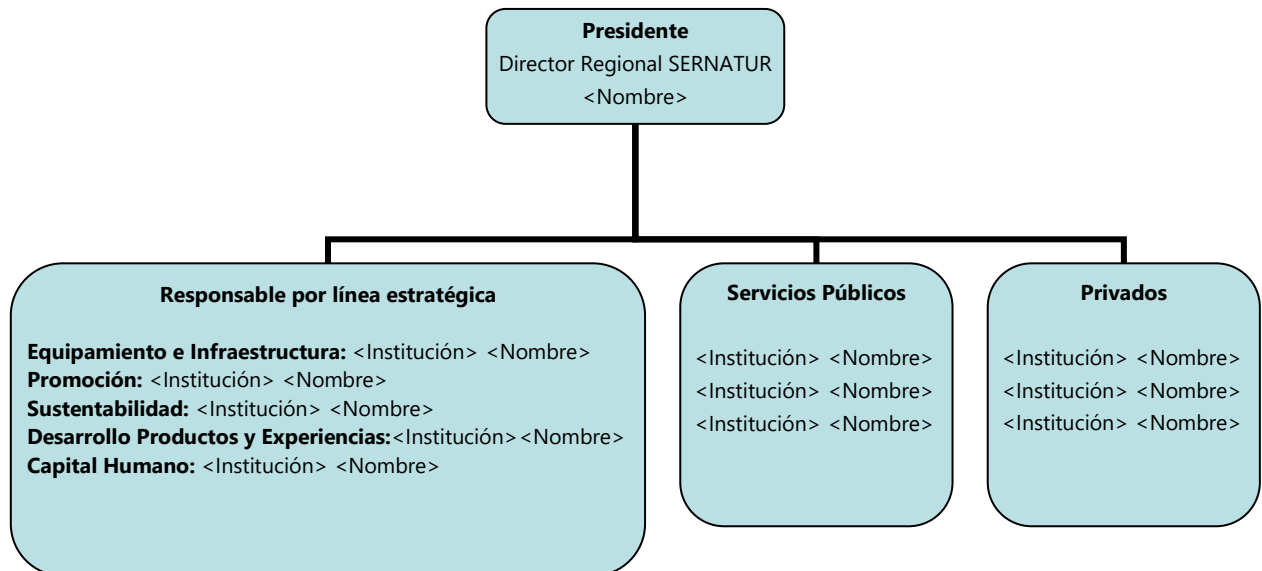 Presidente
Director Regional SERNATUR
<Nombre>
Responsable por línea estratégica
Equipamiento e Infraestructura: <Institución> <Nombre>
Promoción: <Institución> <Nombre>
Sustentabilidad: <Institución> <Nombre>
Desarrollo Productos y Experiencias:<Institución><Nombre>
Capital Humano: <Institución> <Nombre>
Servicios Públicos
<Institución> <Nombre>
<Institución> <Nombre>
<Institución> <Nombre>
Privados
<Institución> <Nombre>
<Institución> <Nombre>
<Institución> <Nombre>